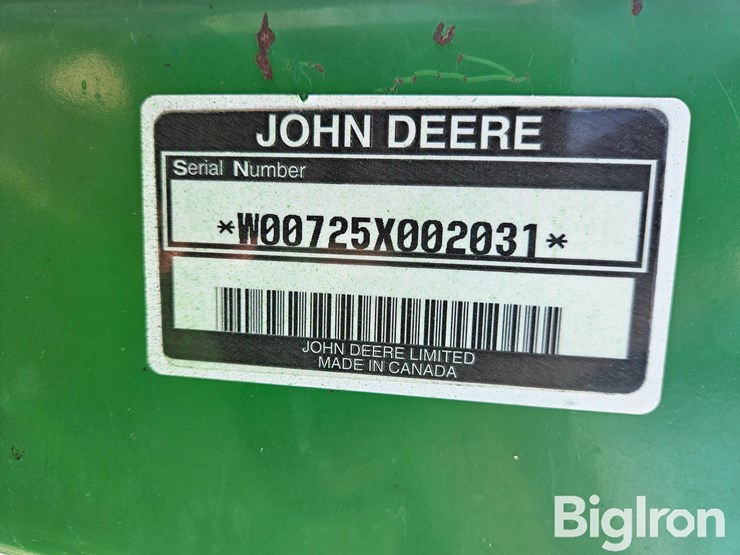 JOHN DEERE
Serial Number
*W00725X002031*
JOHN DEERE LIMITED
MADE IN CANADA
BigIron